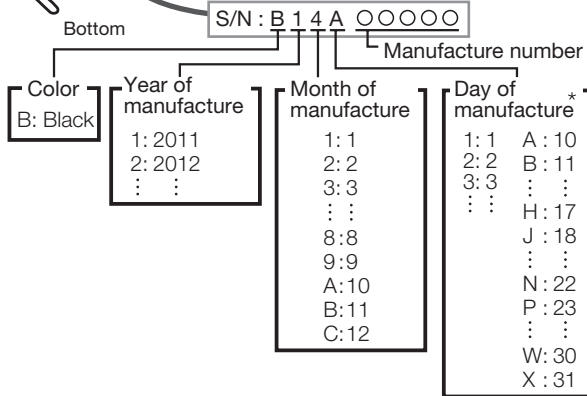 Bottom
S/N : B 1 4 A ○○○○○
Manufacture number
Color
B: Black
Year of
manufacture
1: 2011
2: 2012
⋮ ⋮
Month of
manufacture
1: 1
2: 2
3: 3
⋮ ⋮
8:8
9:9
A:10
B:11
C:12
Day of
manufacture*
1: 1
2: 2
3: 3
⋮ ⋮
A : 10
B : 11
⋮ ⋮
H : 17
J : 18
⋮ ⋮
N : 22
P : 23
⋮ ⋮
W: 30
X : 31